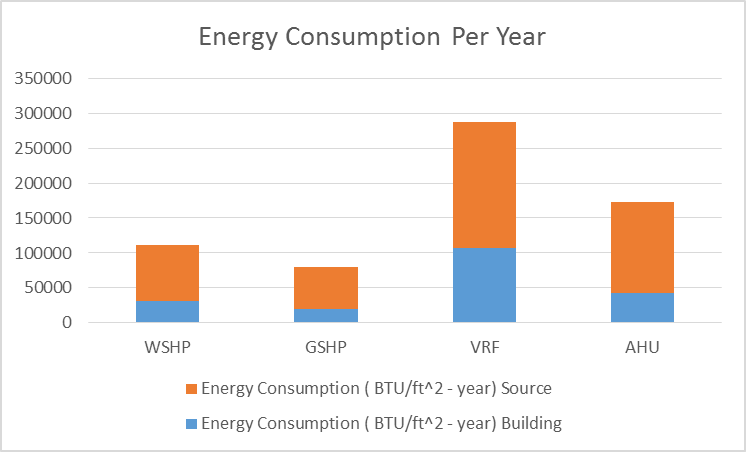 Energy Consumption Per Year
350000
300000
250000
200000
150000
100000
50000
0
WSHP GSHP VRF AHU
Energy Consumption ( BTU/ft^2 - year) Source
Energy Consumption ( BTU/ft^2 - year) Building